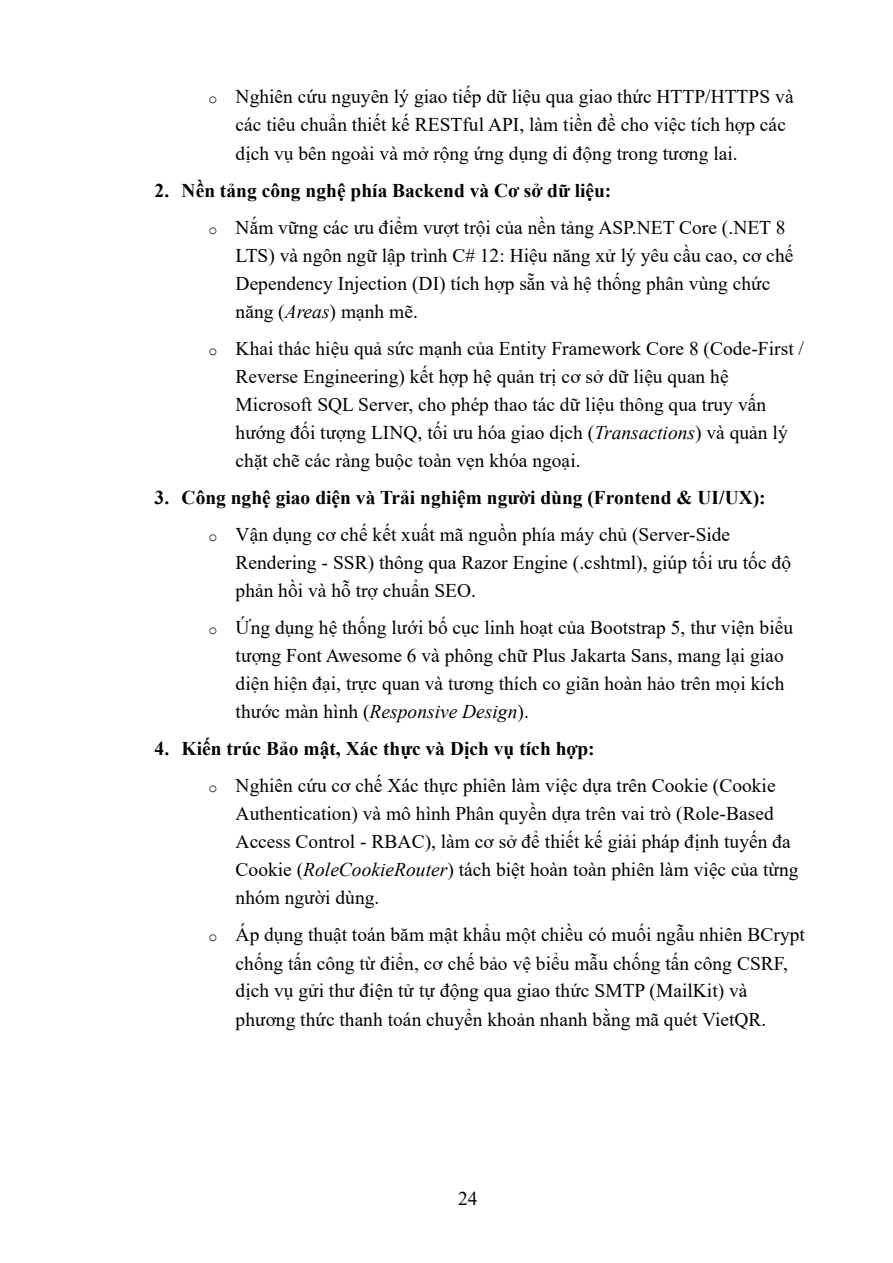 ○ Nghiên cứu nguyên lý giao tiếp dữ liệu qua giao thức HTTP/HTTPS và
các tiêu chuẩn thiết kế RESTful API, làm tiền đề cho việc tích hợp các
dịch vụ bên ngoài và mở rộng ứng dụng di động trong tương lai.
2. Nền tảng công nghệ phía Backend và Cơ sở dữ liệu:
○ Nắm vững các ưu điểm vượt trội của nền tảng ASP.NET Core (.NET 8
LTS) và ngôn ngữ lập trình C# 12: Hiệu năng xử lý yêu cầu cao, cơ chế
Dependency Injection (DI) tích hợp sẵn và hệ thống phân vùng chức
năng (Areas) mạnh mẽ.
○ Khai thác hiệu quả sức mạnh của Entity Framework Core 8 (Code-First /
Reverse Engineering) kết hợp hệ quản trị cơ sở dữ liệu quan hệ
Microsoft SQL Server, cho phép thao tác dữ liệu thông qua truy vấn
hướng đối tượng LINQ, tối ưu hóa giao dịch (Transactions) và quản lý
chặt chẽ các ràng buộc toàn vẹn khóa ngoại.
3. Công nghệ giao diện và Trải nghiệm người dùng (Frontend & UI/UX):
○ Vận dụng cơ chế kết xuất mã nguồn phía máy chủ (Server-Side
Rendering - SSR) thông qua Razor Engine (.cshtml), giúp tối ưu tốc độ
phản hồi và hỗ trợ chuẩn SEO.
○ Ứng dụng hệ thống lưới bố cục linh hoạt của Bootstrap 5, thư viện biểu
tượng Font Awesome 6 và phông chữ Plus Jakarta Sans, mang lại giao
diện hiện đại, trực quan và tương thích co giãn hoàn hảo trên mọi kích
thước màn hình (Responsive Design).
4. Kiến trúc Bảo mật, Xác thực và Dịch vụ tích hợp:
○ Nghiên cứu cơ chế Xác thực phiên làm việc dựa trên Cookie (Cookie
Authentication) và mô hình Phân quyền dựa trên vai trò (Role-Based
Access Control - RBAC), làm cơ sở để thiết kế giải pháp định tuyến đa
Cookie (RoleCookieRouter) tách biệt hoàn toàn phiên làm việc của từng
nhóm người dùng.
○ Áp dụng thuật toán băm mật khẩu một chiều có muối ngẫu nhiên BCrypt
chống tấn công từ điển, cơ chế bảo vệ biểu mẫu chống tấn công CSRF,
dịch vụ gửi thư điện tử tự động qua giao thức SMTP (MailKit) và
phương thức thanh toán chuyển khoản nhanh bằng mã quét VietQR.
24